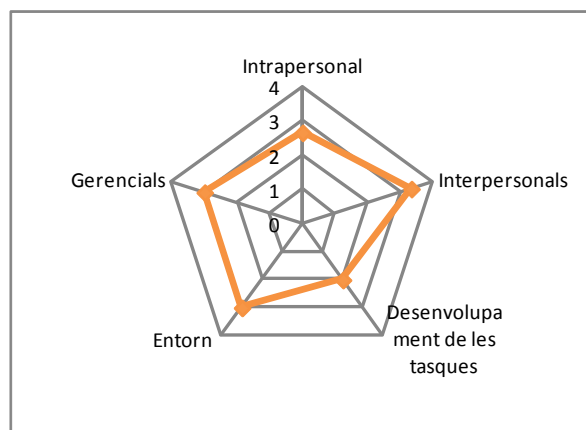 Intrapersonal
4
3
2
1
0
Gerencials
Interpersonals
Entorn
Desenvolupa
ment de les
tasques